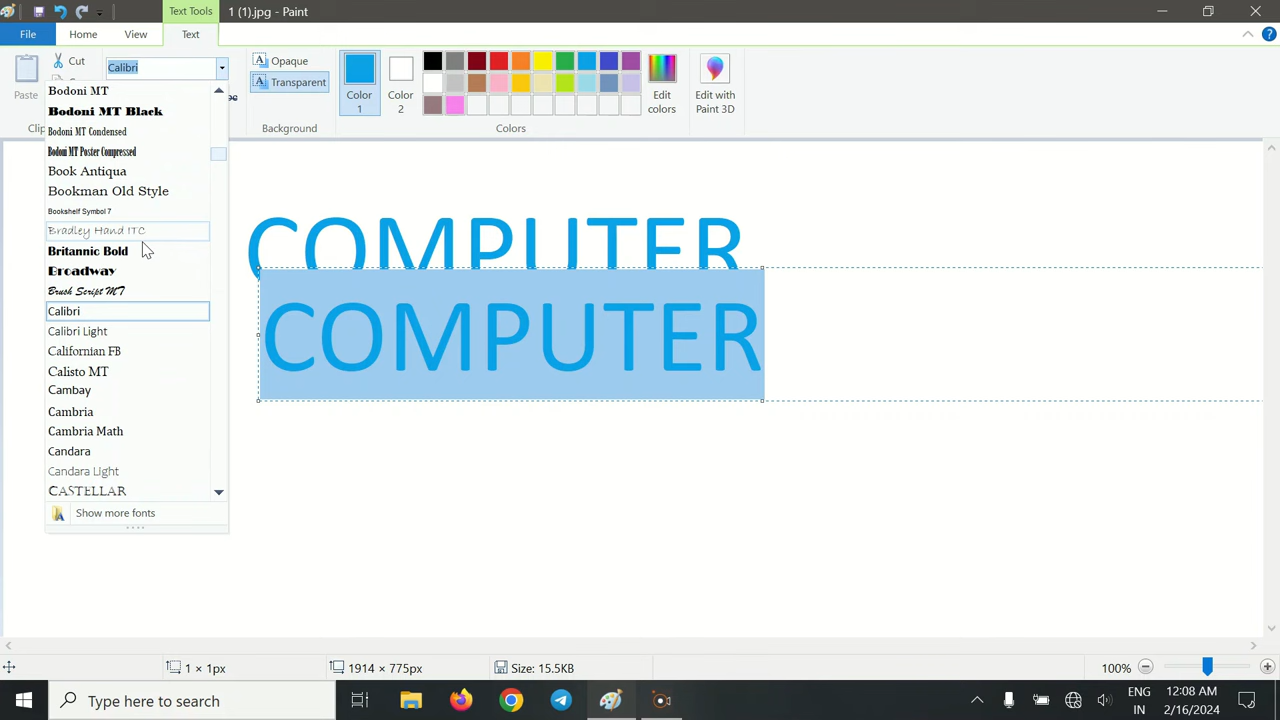 Text Tools
1 (1).jpg - Paint
File
Home
View
Text
Paste
Cut
Calibri
Opaque
Transparent
Background
Color 1
Color 2
Edit colors
Edit with Paint 3D
Colors
Bodoni MT
Bodoni MT Black
Bodoni MT Condensed
Bodoni MT Poster Compressed
Book Antiqua
Bookman Old Style
Bookshelf Symbol 7
Bradley Hand ITC
Britannic Bold
Broadway
Brush Script MT
Calibri
Calibri Light
Californian FB
Calisto MT
Cambay
Cambria
Cambria Math
Candara
Candara Light
CASTELLAR
Show more fonts
COMPUTER
COMPUTER
1 × 1px
1914 × 775px
Size: 15.5KB
100%
Type here to search
ENG
IN
12:08 AM
2/16/2024